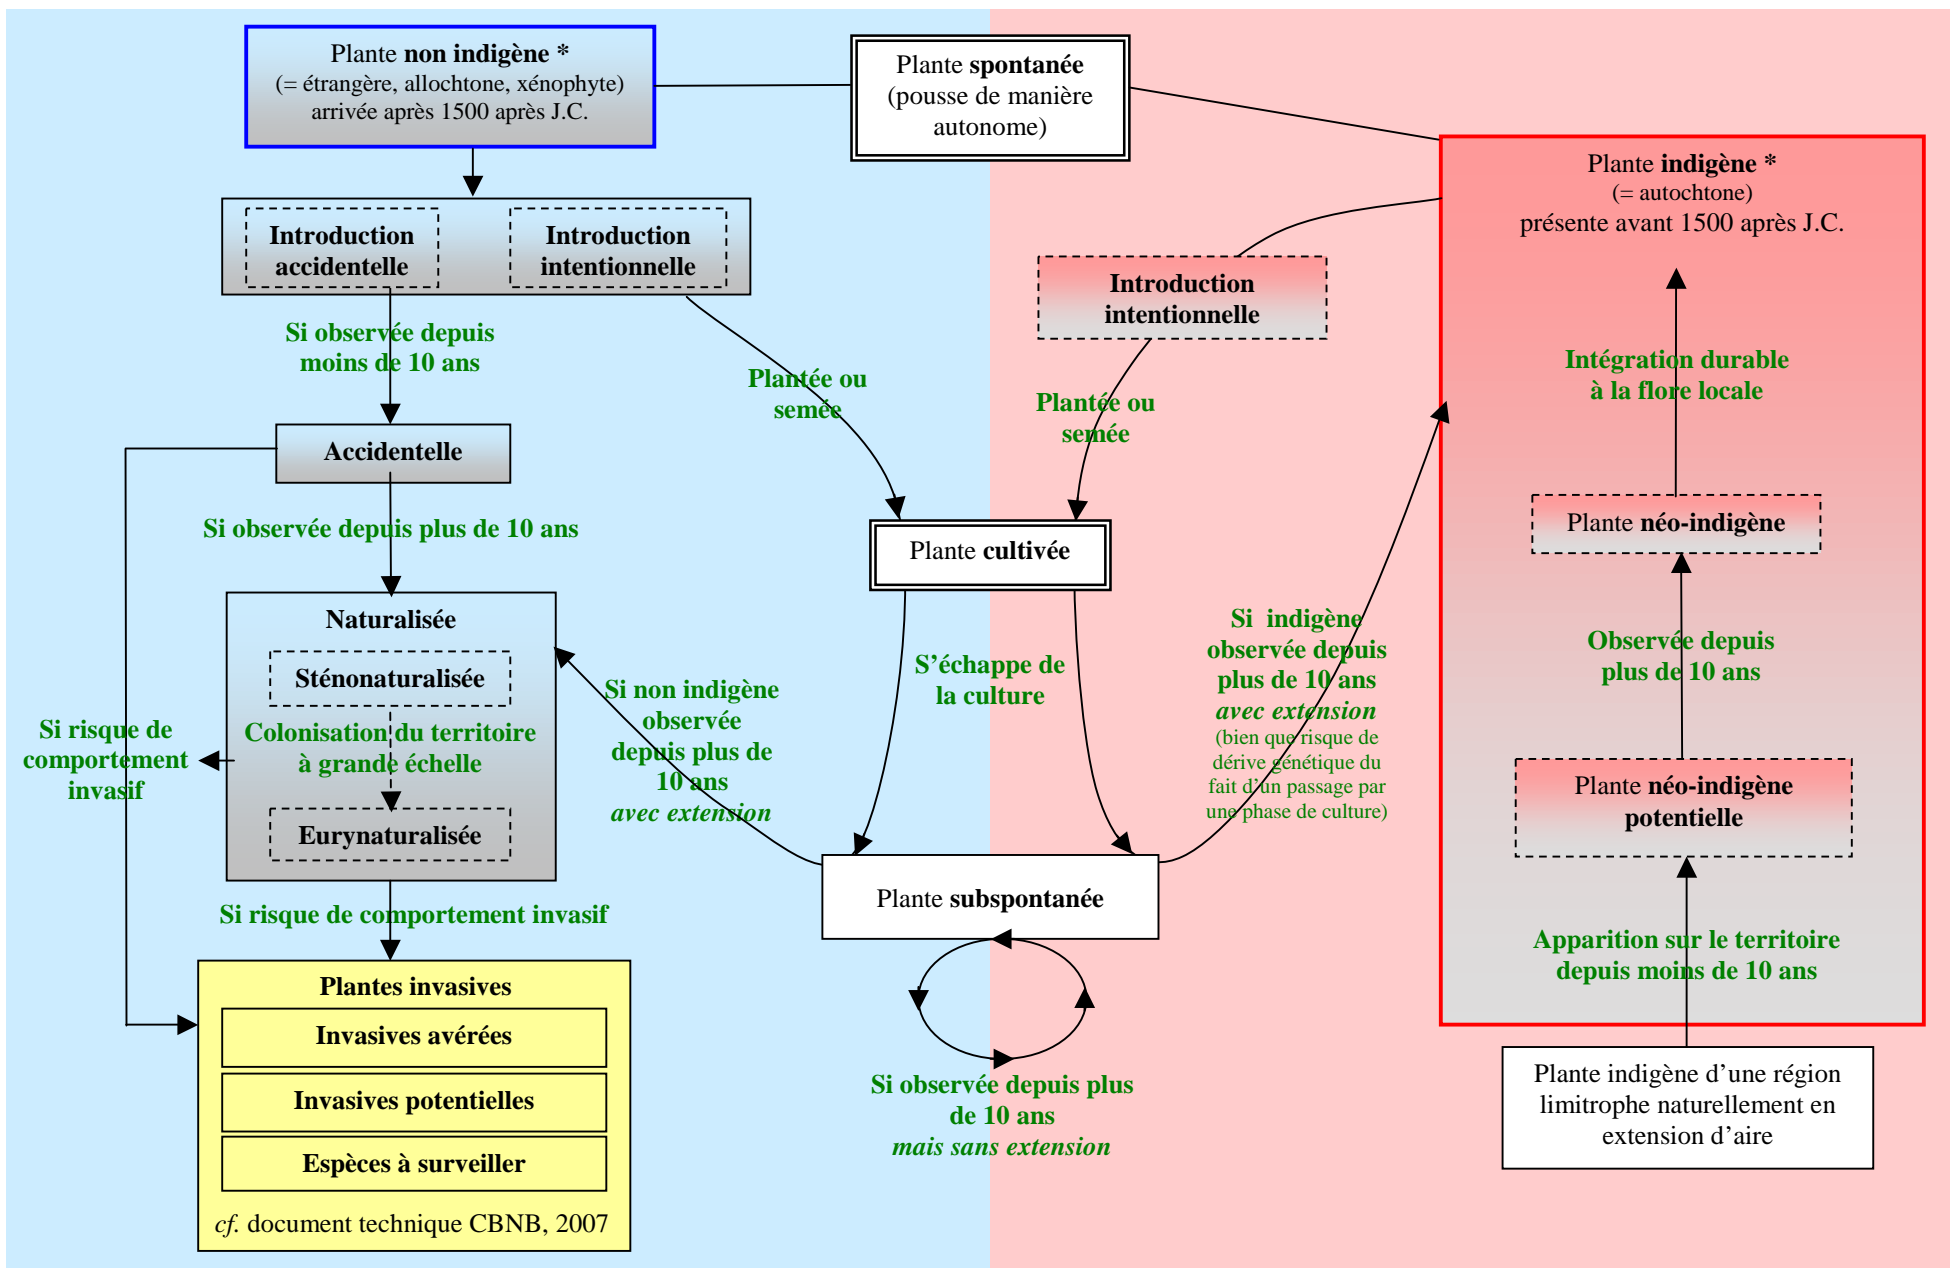 Plante non indigène *
(= étrangère, allochtone, xénophyte)
arrivée après 1500 après J.C.
Plante spontanée
(pousse de manière
autonome)
Plante indigène *
(= autochtone)
présente avant 1500 après J.C.
Introduction
accidentelle
Introduction
intentionnelle
Introduction
intentionnelle
Si observée depuis
moins de 10 ans
Plantée ou
semée
Plantée ou
semée
Intégration durable
à la flore locale
Accidentelle
Si observée depuis plus de 10 ans
Plante cultivée
Plante néo-indigène
Naturalisée
Sténonaturalisée
Colonisation du territoire
à grande échelle
Eurynaturalisée
Si risque de
comportement
invasif
Si non indigène
observée
depuis plus de
10 ans
avec extension
S’échappe de
la culture
Si  indigène
observée depuis
plus de 10 ans
avec extension
(bien que risque de
dérive génétique du
fait d’un passage par
une phase de culture)
Observée depuis
plus de 10 ans
Plante néo-indigène
potentielle
Plante subspontanée
Si risque de comportement invasif
Apparition sur le territoire
depuis moins de 10 ans
Plantes invasives
Invasives avérées
Invasives potentielles
Espèces à surveiller
cf. document technique CBNB, 2007
Si observée depuis plus
de 10 ans
mais sans extension
Plante indigène d’une région
limitrophe naturellement en
extension d’aire